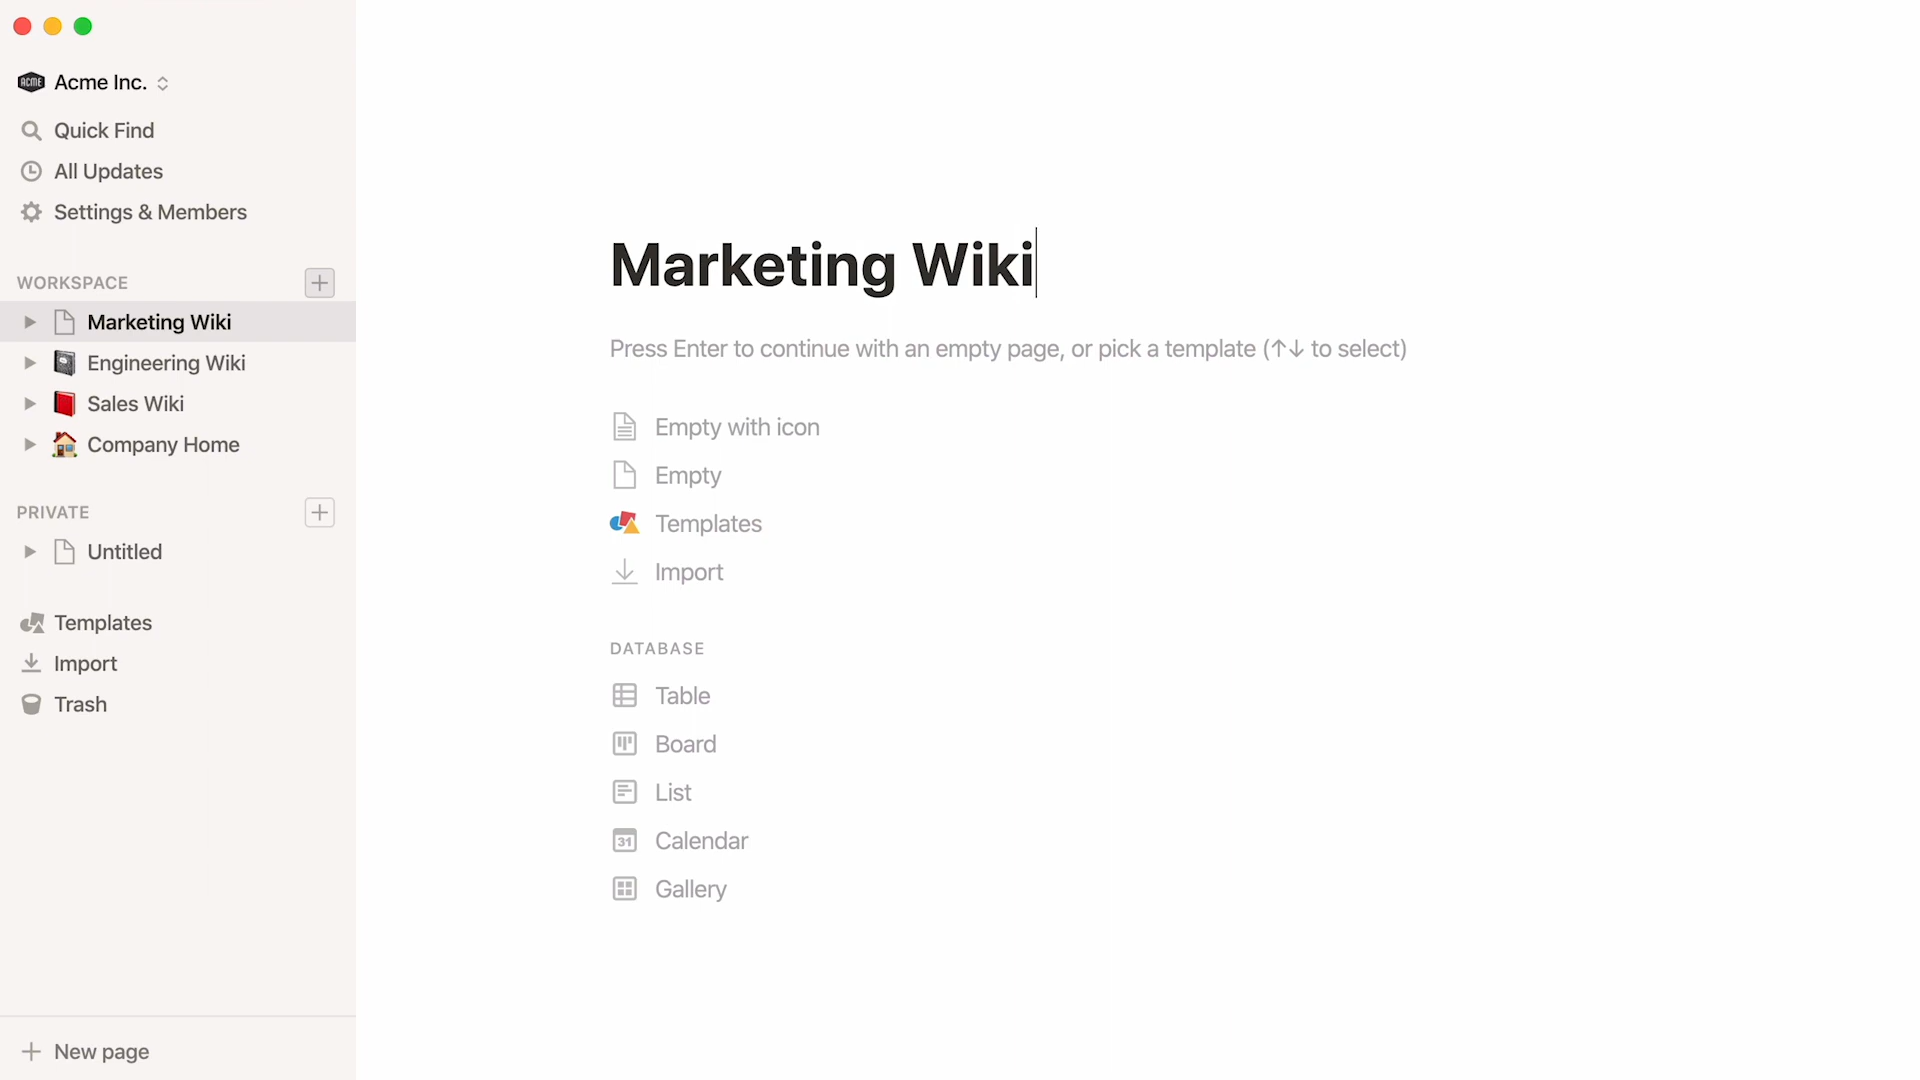 ACME Acme Inc.
Quick Find
All Updates
Settings & Members
WORKSPACE
Marketing Wiki
Engineering Wiki
Sales Wiki
Company Home
PRIVATE
Untitled
Templates
Import
Trash
New page
Marketing Wiki
Press Enter to continue with an empty page, or pick a template (↑↓ to select)
Empty with icon
Empty
Templates
Import
DATABASE
Table
Board
List
31 Calendar
Gallery